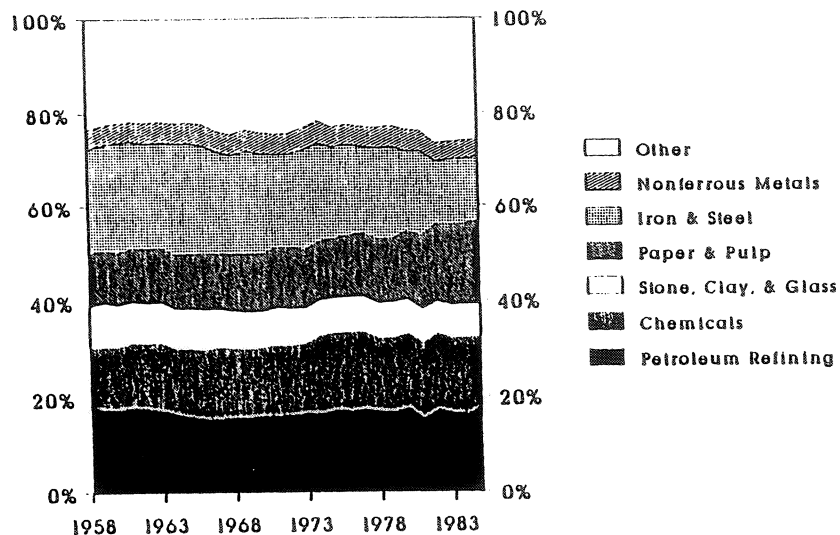 100%
80%
60%
40%
20%
0%
100%
80%
60%
40%
20%
0%
1958 1963 1968 1973 1978 1983
Other
Nonferrous Metals
Iron & Steel
Paper & Pulp
Stone, Clay, & Glass
Chemicals
Petroleum Refining